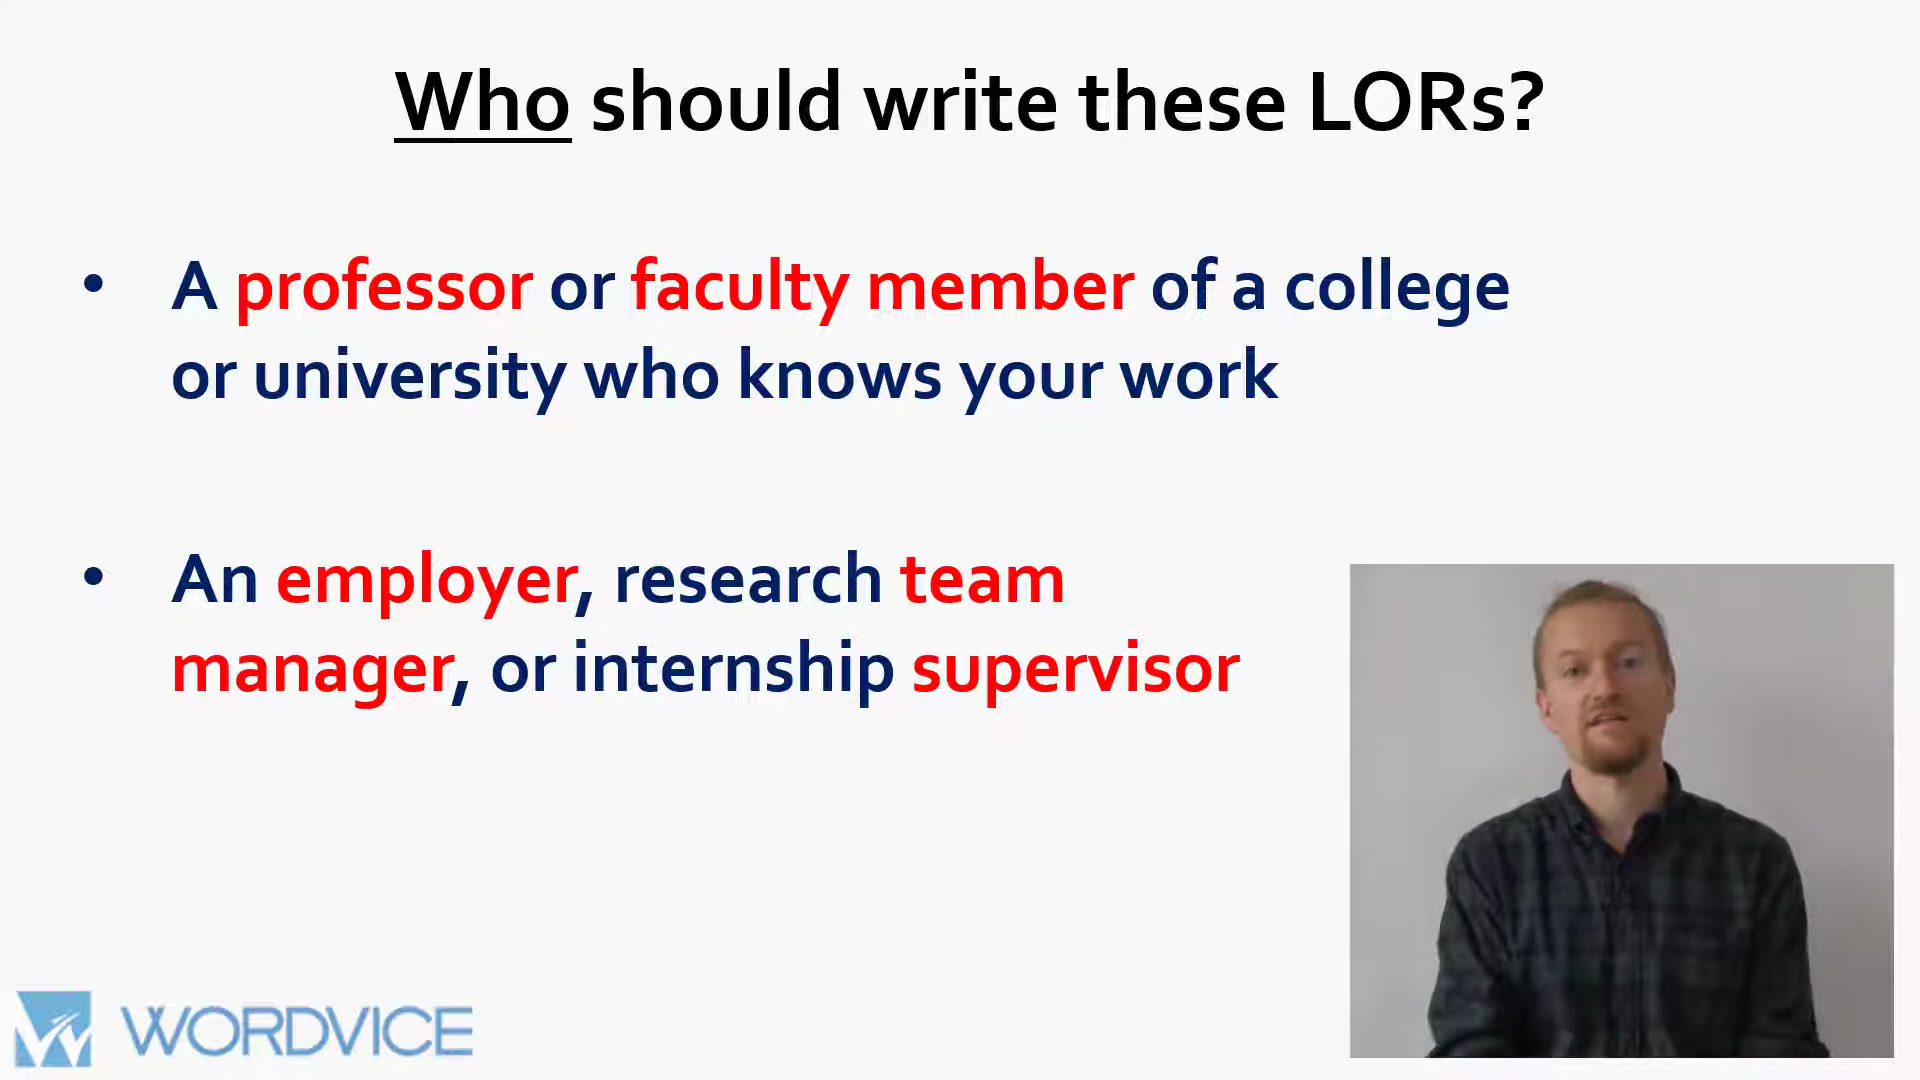 Who should write these LORs?
• A professor or faculty member of a college
or university who knows your work
• An employer, research team
manager, or internship supervisor
WORDVICE